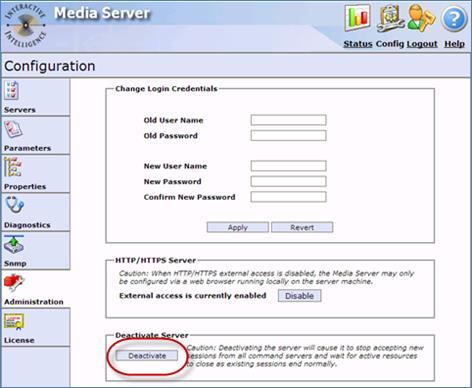 INTERACTIVE INTELLIGENCE
Media Server
Status Config Logout Help
Configuration
Servers
Parameters
Properties
Diagnostics
Snmp
Administration
License
Change Login Credentials
Old User Name
Old Password
New User Name
New Password
Confirm New Password
Apply Revert
HTTP/HTTPS Server
Caution: When HTTP/HTTPS external access is disabled, the Media Server may only
be configured via a web browser running locally on the server machine.
External access is currently enabled Disable
Deactivate Server
Deactivate
Caution: Deactivating the server will cause it to stop accepting new
sessions from all command servers and wait for active resources
to close as existing sessions end normally.